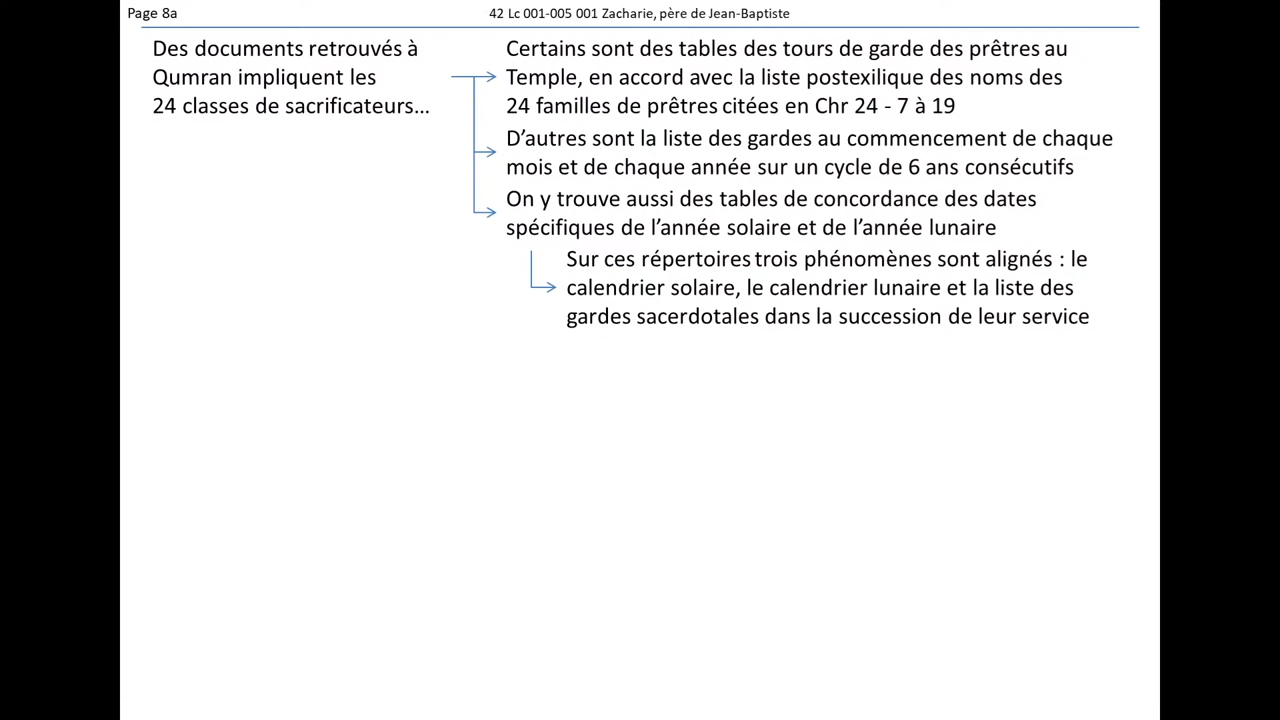 Page 8a
42 Lc 001-005 001 Zacharie, père de Jean-Baptiste
Des documents retrouvés à
Qumran impliquent les
24 classes de sacrificateurs…
Certains sont des tables des tours de garde des prêtres au
Temple, en accord avec la liste postexilique des noms des
24 familles de prêtres citées en Chr 24 - 7 à 19
D’autres sont la liste des gardes au commencement de chaque
mois et de chaque année sur un cycle de 6 ans consécutifs
On y trouve aussi des tables de concordance des dates
spécifiques de l’année solaire et de l’année lunaire
Sur ces répertoires trois phénomènes sont alignés : le
calendrier solaire, le calendrier lunaire et la liste des
gardes sacerdotales dans la succession de leur service